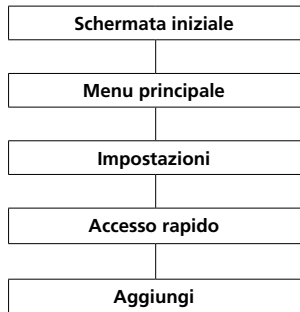 Schermata iniziale
Menu principale
Impostazioni
Accesso rapido
Aggiungi